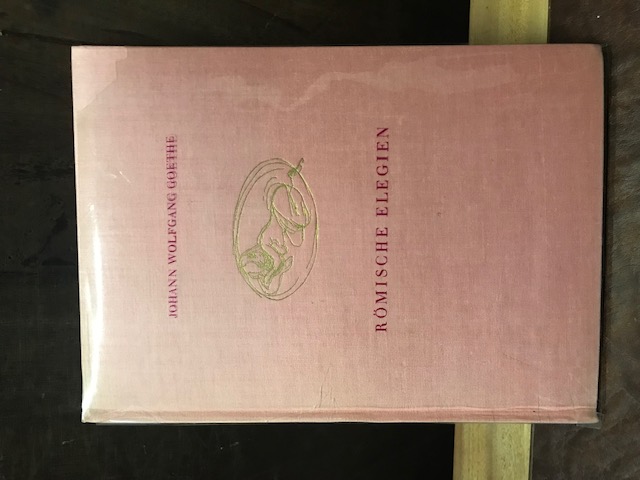 JOHANN WOLFGANG GOETHE
RÖMISCHE ELEGIEN